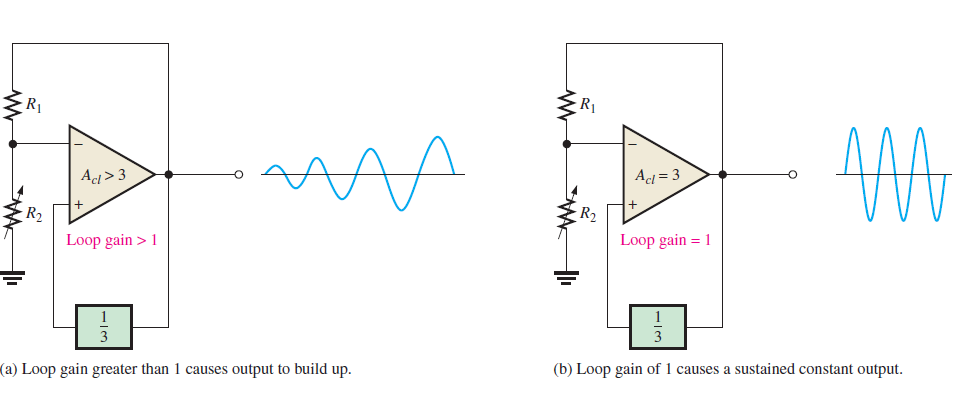 R1
−
Acl > 3
+
R2
Loop gain > 1
1
3
(a) Loop gain greater than 1 causes output to build up.
R1
−
Acl = 3
+
R2
Loop gain = 1
1
3
(b) Loop gain of 1 causes a sustained constant output.